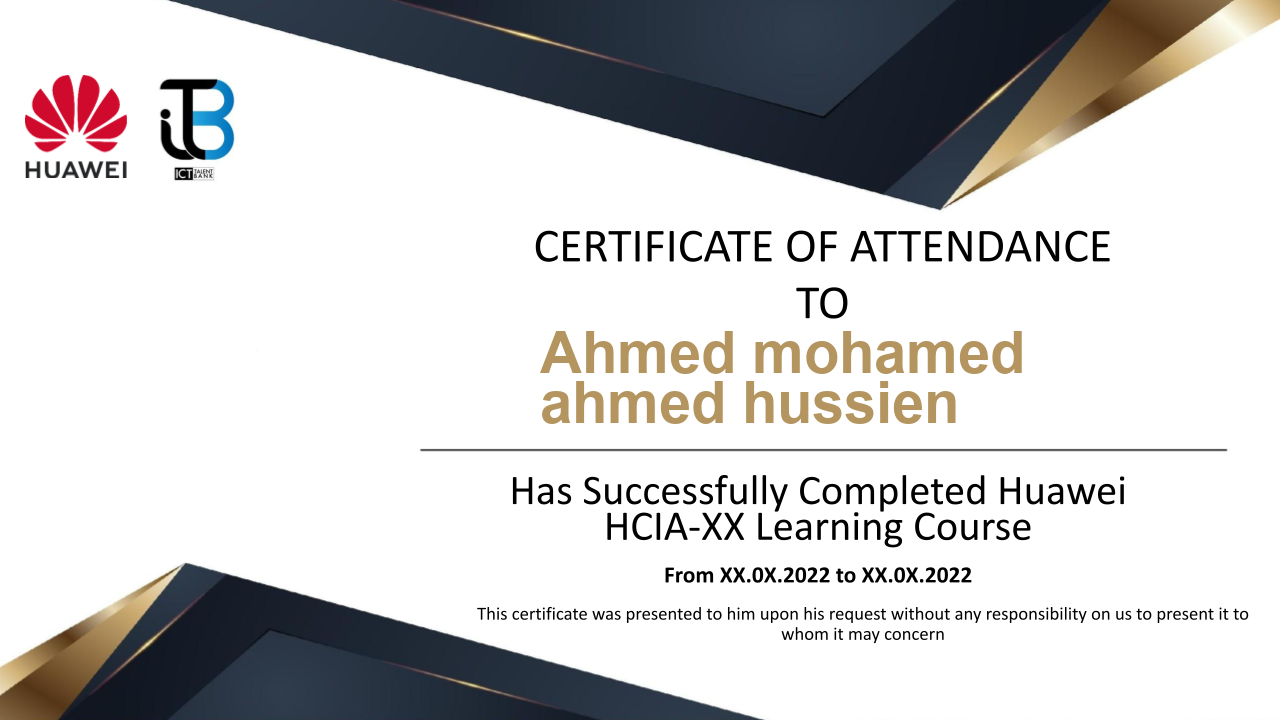 HUAWEI
iTB
ICT TALENT BANK
CERTIFICATE OF ATTENDANCE
TO
Ahmed mohamed
ahmed hussien
Has Successfully Completed Huawei
HCIA-XX Learning Course
From XX.0X.2022 to XX.0X.2022
This certificate was presented to him upon his request without any responsibility on us to present it to
whom it may concern